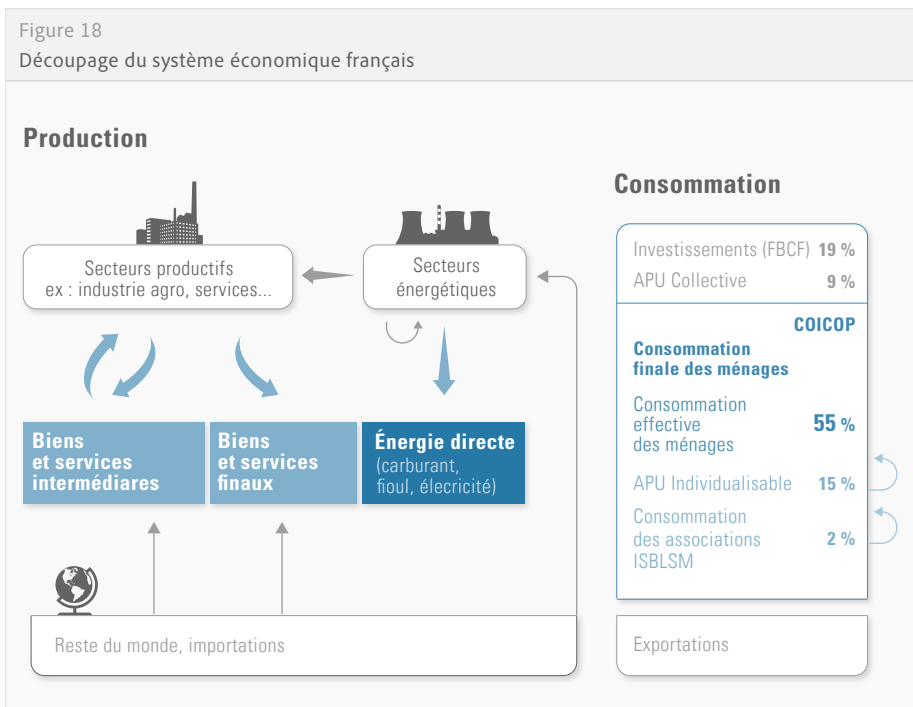 Figure 18
Découpage du système économique français
Production
Secteurs productifs
ex : industrie agro, services...
Secteurs
énergétiques
Biens
et services
intermédiares
Biens
et services
finaux
Énergie directe
(carburant,
fioul, élecricité)
Reste du monde, importations
Consommation
Investissements (FBCF) 19 %
APU Collective 9 %
COICOP
Consommation
finale des ménages
Consommation
effective 55 %
des ménages
APU Individualisable 15 %
Consommation
des associations 2 %
ISBLSM
Exportations